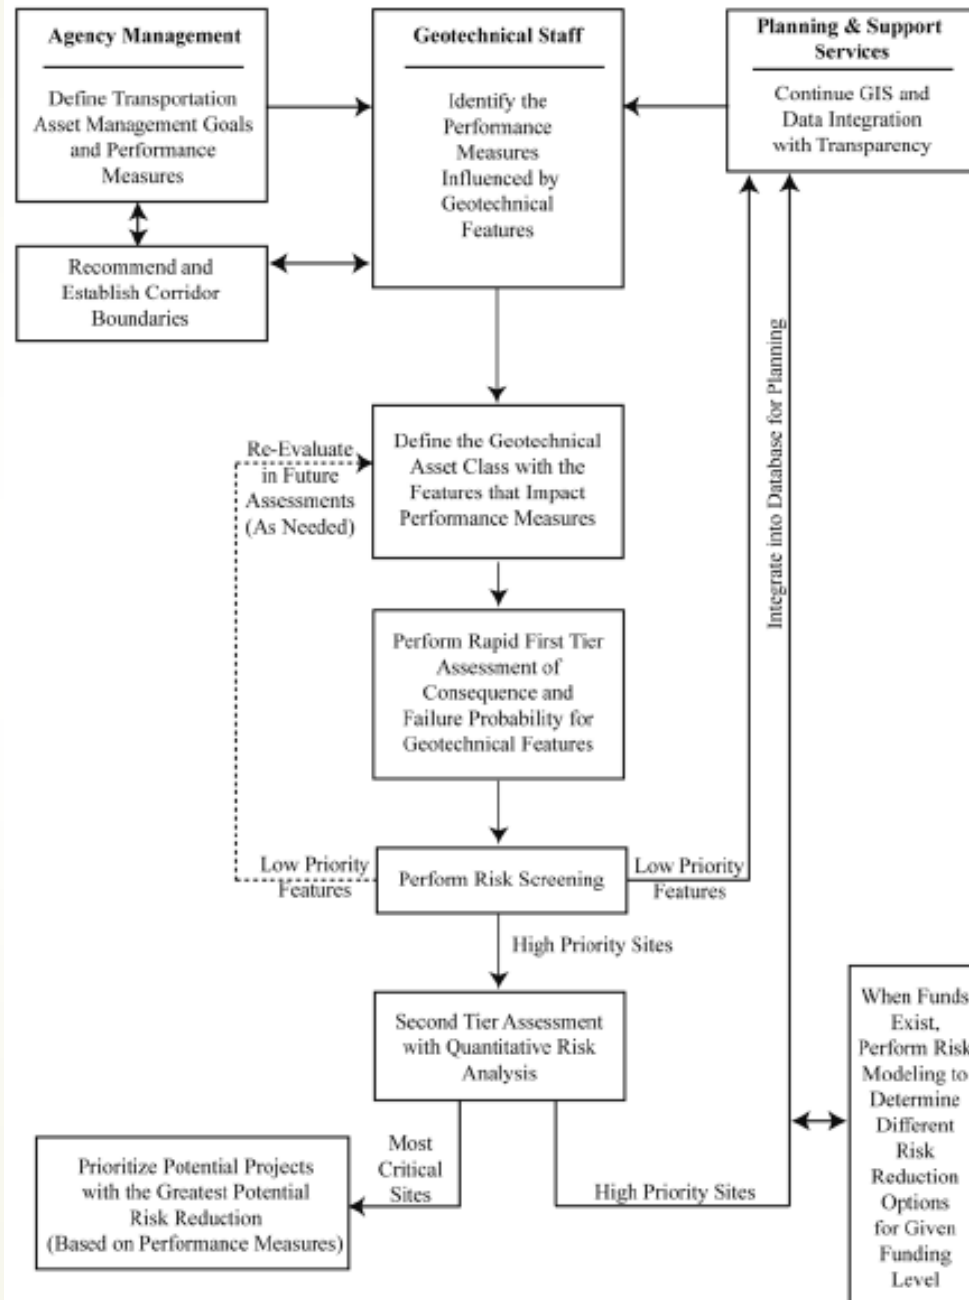 Agency Management
Define Transportation
Asset Management Goals
and Performance
Measures
Recommend and
Establish Corridor
Boundaries
Geotechnical Staff
Identify the
Performance
Measures
Influenced by
Geotechnical
Features
Planning & Support
Services
Continue GIS and
Data Integration
with Transparency
Define the Geotechnical
Asset Class with the
Features that Impact
Performance Measures
Re-Evaluate
in Future
Assessments
(As Needed)
Integrate into Database for Planning
Perform Rapid First Tier
Assessment of
Consequence and
Failure Probability for
Geotechnical Features
Low Priority
Features
Perform Risk Screening
Low Priority
Features
High Priority Sites
Second Tier Assessment
with Quantitative Risk
Analysis
Most
Critical
Sites
High Priority Sites
Prioritize Potential Projects
with the Greatest Potential
Risk Reduction
(Based on Performance Measures)
When Funds
Exist,
Perform Risk
Modeling to
Determine
Different
Risk
Reduction
Options
for Given
Funding
Level